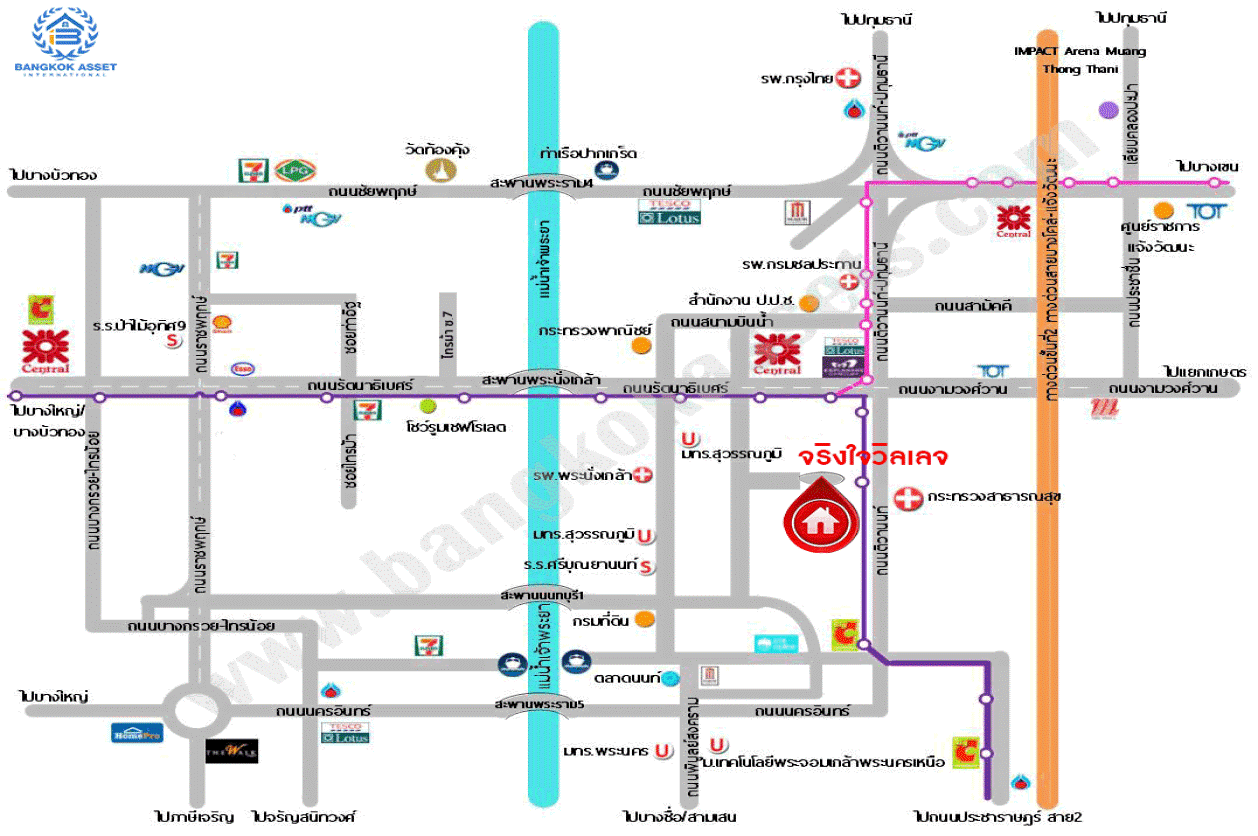 BANGKOK ASSET
INTERNATIONAL
ไปปทุมธานี
ไปปทุมธานี
IMPACT Arena Muang
Thong Thani
รพ.กรุงไทย
ถนนติวานนท์-ปทุมธานี
เลียบคลองปะปา
ptt
NGV
วัดท้องคุ้ง
ท่าเรือปากเกร็ด
ไปบางบัวทอง
7
LPG
ถนนชัยพฤกษ์
สะพานพระราม4
ถนนชัยพฤกษ์
ไปบางเขน
ptt
NGV
TESCO
Lotus
Central
TOT
ศูนย์ราชการ
แจ้งวัฒนะ
ทางด่วนขั้นที่2 ทางด่วนสายบางโคล่-แจ้งวัฒนะ
แม่น้ำเจ้าพระยา
NGV
7
รพ.กรมชลประทาน
ถนนติวานนท์-ปทุมธานี
ถนนประชาชื่น
สำนักงาน ป.ป.ช.
ถนนสามัคคี
ถนนสนามบินน้ำ
ร.ร.ป่าไม้อุทิศ9
S
ถนนราชพฤกษ์
ซอยท่าอิฐ
ไทรม้า ซ.7
กระทรวงพาณิชย์
Central
Central
TESCO
Lotus
Esso
TOT
ไปแยกเกษตร
ถนนรัตนาธิเบศร์
สะพานพระนั่งเกล้า
ถนนรัตนาธิเบศร์
ถนนงามวงศ์วาน
ถนนงามวงศ์วาน
ไปบางใหญ่/
บางบัวทอง
7
โชว์รูมเชฟโรเลต
U
มทร.สุวรรณภูมิ
จริงใจวิลเลจ
ซอยไทรม้า
ถนนบางกรวย-ไทรน้อย
รพ.พระนั่งเกล้า
กระทรวงสาธารณสุข
ถนนราชพฤกษ์
ถนนติวานนท์
มทร.สุวรรณภูมิ U
ร.ร.ศรีบุณยานนท์ S
สะพานนนทบุรี1
ถนนบางกรวย-ไทรน้อย
กรมที่ดิน
แม่น้ำเจ้าพระยา
7
ตลาดนนท์
ไปบางใหญ่
ถนนนครอินทร์
สะพานพระราม5
ถนนนครอินทร์
HomePro
THE WALK
TESCO
Lotus
ถนนพิบูลย์สงคราม
มทร.พระนคร U
U
ม.เทคโนโลยีพระจอมเกล้าพระนครเหนือ
ไปภาษีเจริญ
ไปจรัญสนิทวงศ์
ไปบางซื่อ/สามเสน
ไปถนนประชาราษฎร์ สาย2